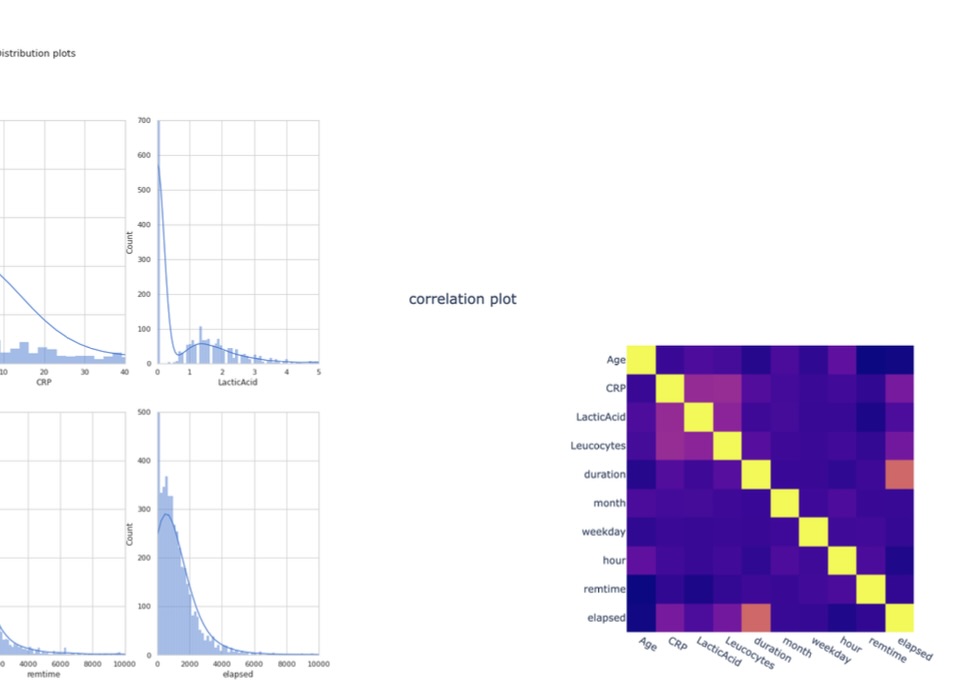 Distribution plots
700
600
500
400
300
200
100
0
Count
10 20 30 40
CRP
0 1 2 3 4 5
LacticAcid
500
400
300
200
100
0
Count
0 4000 6000 8000 10000
remtime
0 2000 4000 6000 8000 10000
elapsed
correlation plot
Age
CRP
LacticAcid
Leucocytes
duration
month
weekday
hour
remtime
elapsed
Age CRP LacticAcid Leucocytes duration month weekday hour remtime elapsed